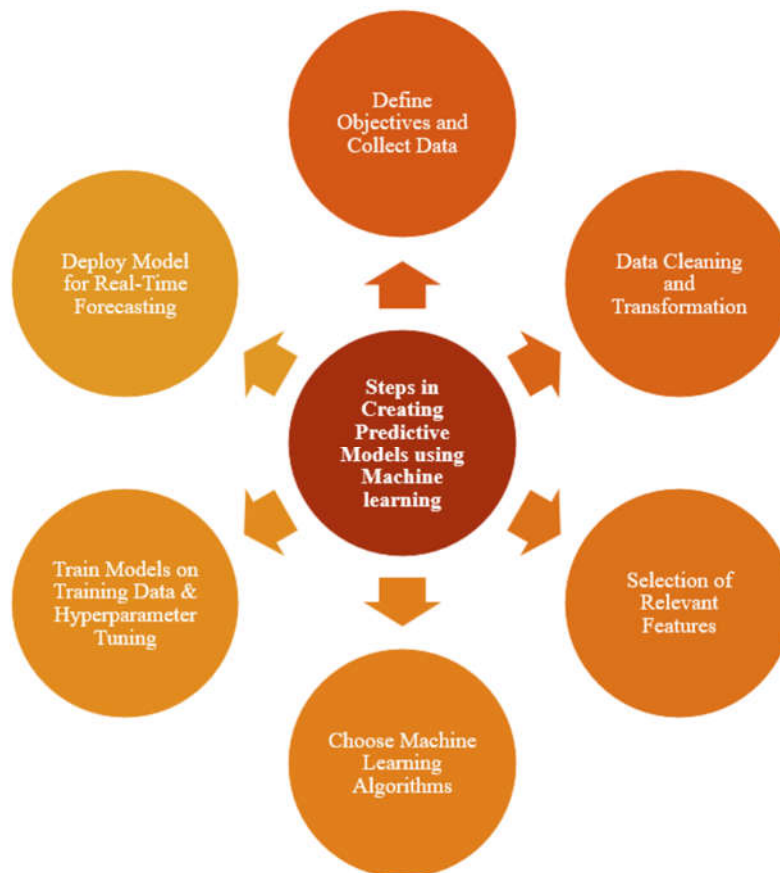 Define
Objectives and
Collect Data
Data Cleaning
and
Transformation
Selection of
Relevant
Features
Choose Machine
Learning
Algorithms
Train Models on
Training Data &
Hyperparameter
Tuning
Deploy Model
for Real-Time
Forecasting
Steps in
Creating
Predictive
Models using
Machine
learning